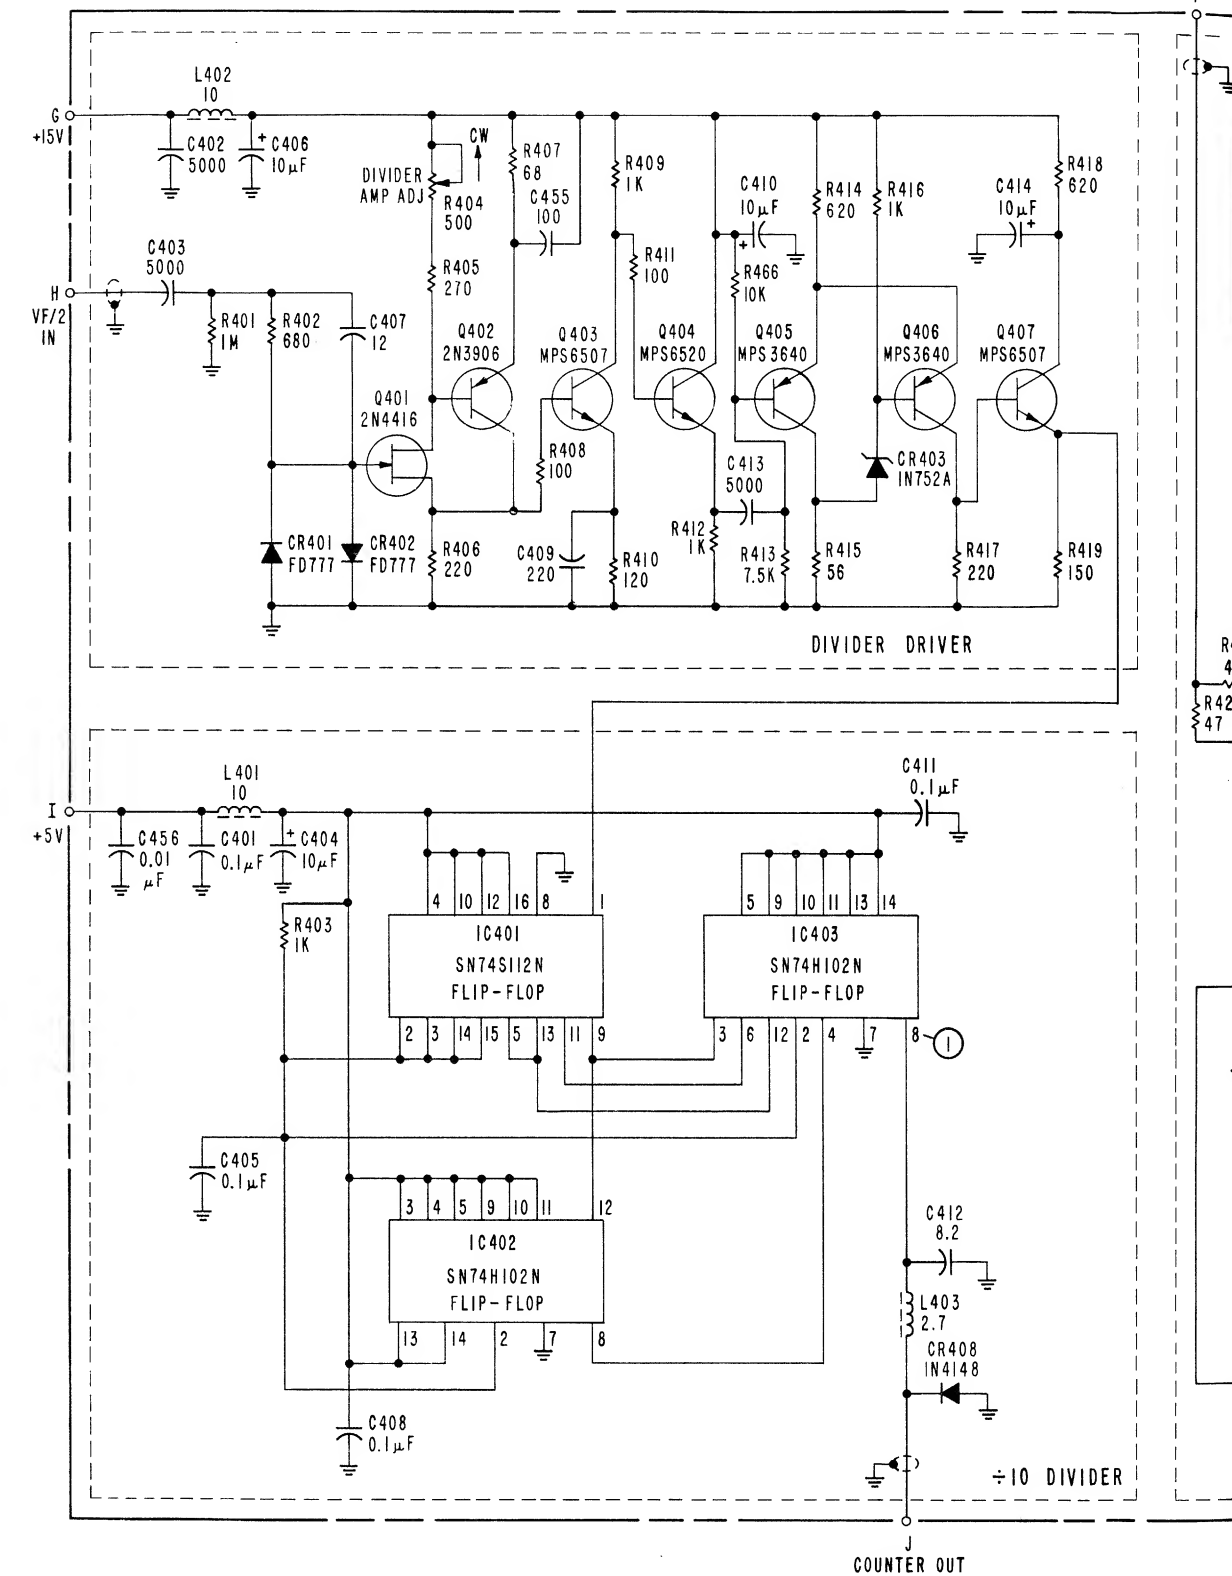 L402
10
G
+15V
C402
5000
+
C406
10μF
CW
DIVIDER
AMP ADJ
R404
500
R407
68
C455
100
R409
1K
C410
10μF
+
R414
620
R416
1K
C414
10μF
+
R418
620
C403
5000
H
VF/2
IN
R401
1M
R402
680
C407
12
R405
270
R411
100
R466
10K
Q402
2N3906
Q403
MPS6507
Q404
MPS6520
Q405
MPS3640
Q406
MPS3640
Q407
MPS6507
Q401
2N4416
R408
100
C413
5000
CR403
1N752A
CR401
FD777
CR402
FD777
R406
220
C409
220
R410
120
R412
1K
R413
7.5K
R415
56
R417
220
R419
150
DIVIDER DRIVER
R42
47
L401
10
I
+5V
C456
0.01
μF
C401
0.1μF
+
C404
10μF
C411
0.1μF
R403
1K
4 10 12 16 8 1
IC401
SN74S112N
FLIP-FLOP
2 3 14 15 5 13 11 9
5 9 10 11 13 14
IC403
SN74H102N
FLIP-FLOP
3 6 12 2 4 7 8
1
C405
0.1μF
3 4 5 9 10 11 12
IC402
SN74H102N
FLIP-FLOP
13 14 2 7 8
C408
0.1μF
C412
8.2
L403
2.7
CR408
1N4148
÷10 DIVIDER
J
COUNTER OUT